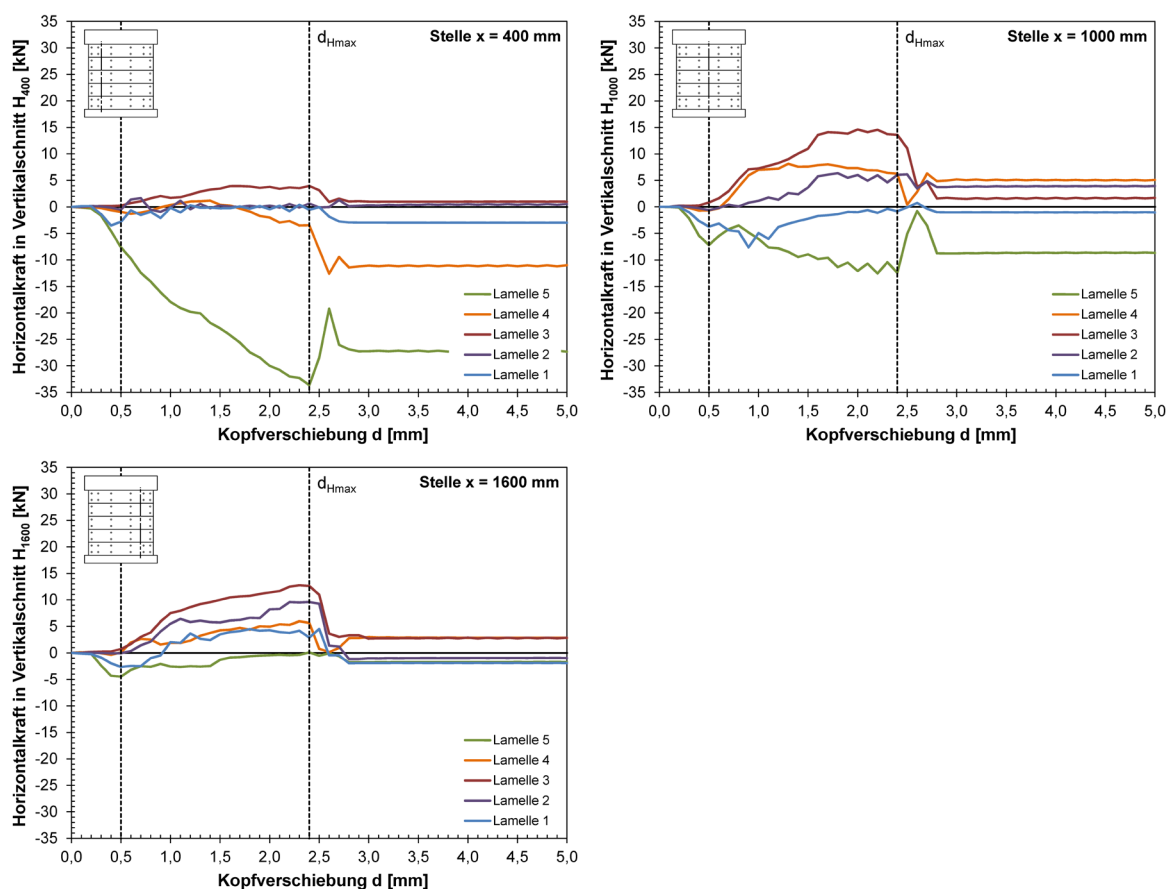 Horizontalkraft in Vertikalschnitt H400 [kN]
35
30
25
20
15
10
5
0
-5
-10
-15
-20
-25
-30
-35
dHmax
Stelle x = 400 mm
Lamelle 5
Lamelle 4
Lamelle 3
Lamelle 2
Lamelle 1
0,0 0,5 1,0 1,5 2,0 2,5 3,0 3,5 4,0 4,5 5,0
Kopfverschiebung d [mm]
Horizontalkraft in Vertikalschnitt H1000 [kN]
35
30
25
20
15
10
5
0
-5
-10
-15
-20
-25
-30
-35
dHmax
Stelle x = 1000 mm
Lamelle 5
Lamelle 4
Lamelle 3
Lamelle 2
Lamelle 1
0,0 0,5 1,0 1,5 2,0 2,5 3,0 3,5 4,0 4,5 5,0
Kopfverschiebung d [mm]
Horizontalkraft in Vertikalschnitt H1600 [kN]
35
30
25
20
15
10
5
0
-5
-10
-15
-20
-25
-30
-35
dHmax
Stelle x = 1600 mm
Lamelle 5
Lamelle 4
Lamelle 3
Lamelle 2
Lamelle 1
0,0 0,5 1,0 1,5 2,0 2,5 3,0 3,5 4,0 4,5 5,0
Kopfverschiebung d [mm]